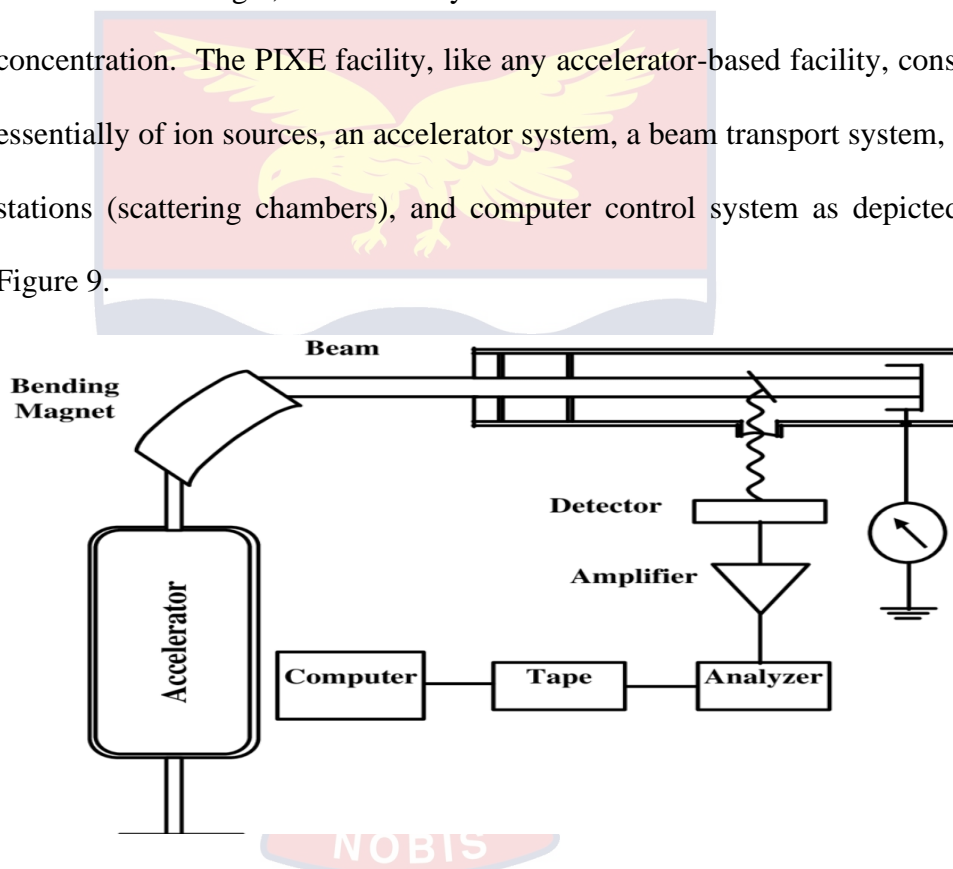 concentration. The PIXE facility, like any accelerator-based facility,
essentially of ion sources, an accelerator system, a beam transport system,
stations (scattering chambers), and computer control system as depicted
Figure 9.
Beam
Bending
Magnet
Detector
Amplifier
Accelerator
Computer
Tape
Analyzer
NOBIS